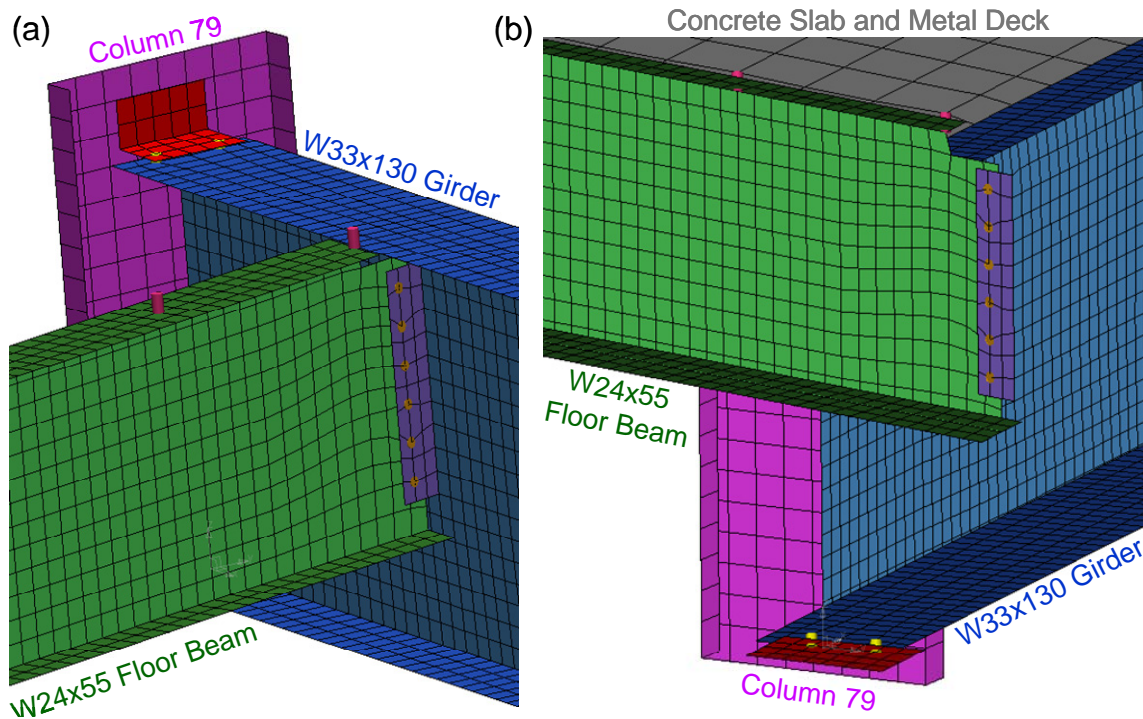 (a)
Column 79
W33x130 Girder
W24x55 Floor Beam
(b)
Concrete Slab and Metal Deck
W24x55
Floor Beam
W33x130 Girder
Column 79